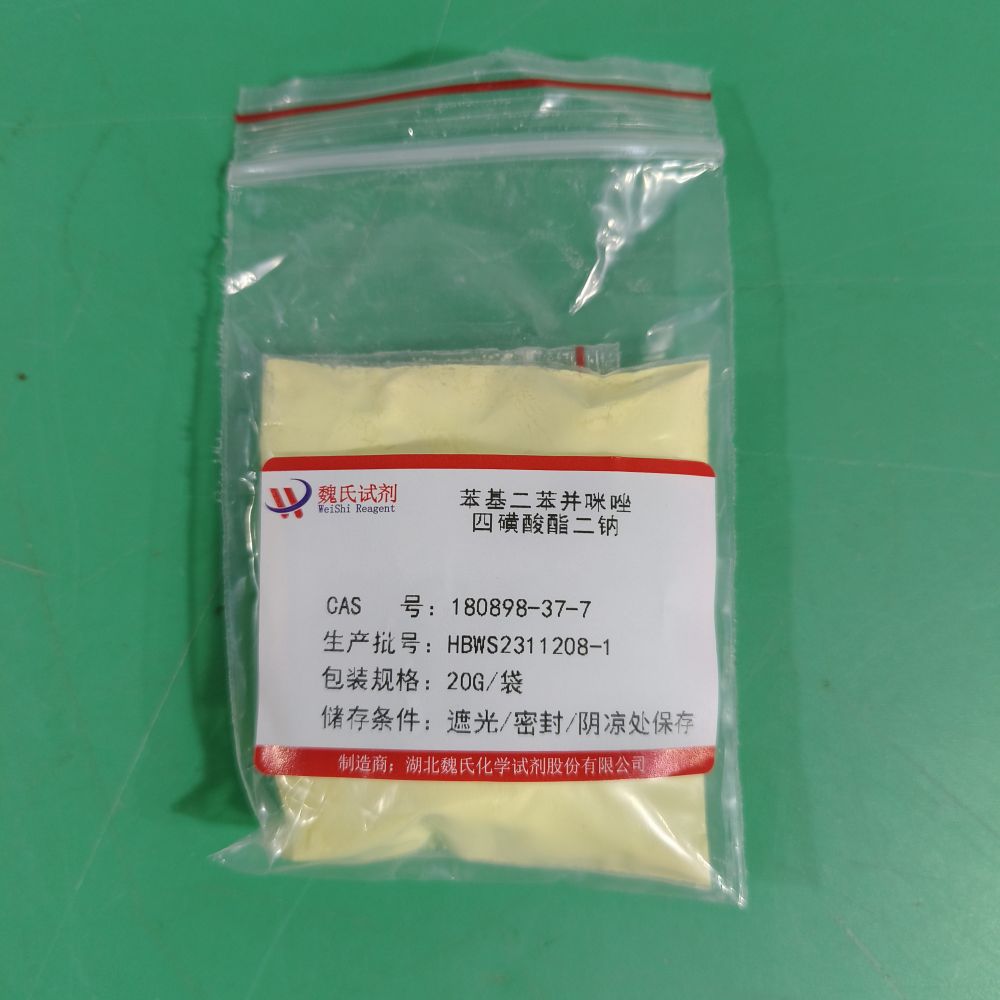 魏氏试剂
WeiShi Reagent
苯基二苯并咪唑
四磺酸酯二钠
CAS 号：180898-37-7
生产批号：HBWS2311208-1
包装规格：20G/袋
储存条件：遮光/密封/阴凉处保存
制造商：湖北魏氏化学试剂股份有限公司